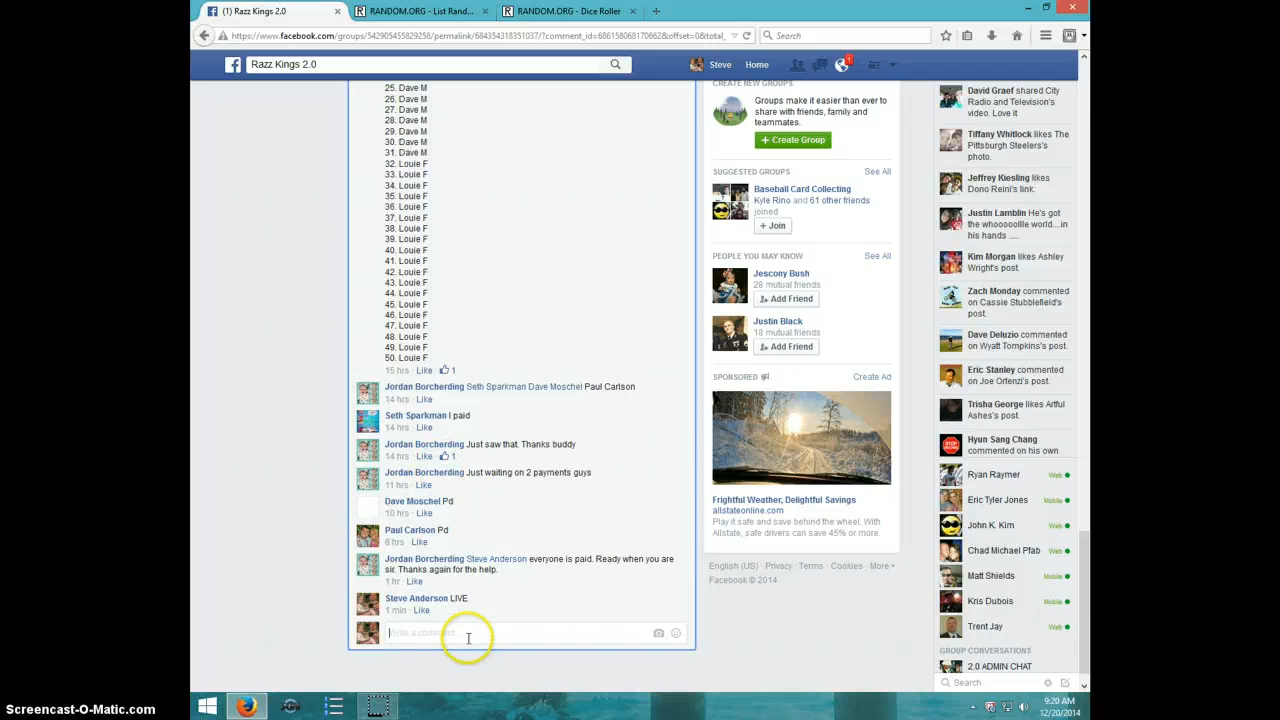 (1) Razz Kings 2.0
RANDOM.ORG - List Rand...
RANDOM.ORG - Dice Roller
https://www.facebook.com/groups/542905455829258/permalink/684354318351037/?comment_id=686158068170662&offset=0&total_
Search
Razz Kings 2.0
Steve
Home
1
25. Dave M
26. Dave M
27. Dave M
28. Dave M
29. Dave M
30. Dave M
31. Dave M
32. Louie F
33. Louie F
34. Louie F
35. Louie F
36. Louie F
37. Louie F
38. Louie F
39. Louie F
40. Louie F
41. Louie F
42. Louie F
43. Louie F
44. Louie F
45. Louie F
46. Louie F
47. Louie F
48. Louie F
49. Louie F
50. Louie F
15 hrs · Like · 1
Jordan Borcherding Seth Sparkman Dave Moschel Paul Carlson
14 hrs · Like
Seth Sparkman I paid
14 hrs · Like
Jordan Borcherding Just saw that. Thanks buddy
14 hrs · Like · 1
Jordan Borcherding Just waiting on 2 payments guys
11 hrs · Like
Dave Moschel Pd
10 hrs · Like
Paul Carlson Pd
8 hrs · Like
Jordan Borcherding Steve Anderson everyone is paid. Ready when you are
sir. Thanks again for the help.
1 hr · Like
Steve Anderson LIVE
1 min · Like
Write a comment...
CREATE NEW GROUPS
Groups make it easier than ever to
share with friends, family and
teammates.
+ Create Group
SUGGESTED GROUPS
See All
Baseball Card Collecting
Kyle Rino and 61 other friends
joined
+ Join
PEOPLE YOU MAY KNOW
See All
Jescony Bush
28 mutual friends
Add Friend
Justin Black
18 mutual friends
Add Friend
SPONSORED
Create Ad
Frightful Weather, Delightful Savings
allstateonline.com
Play it safe and save behind the wheel. With
Allstate, safe drivers can save 45% or more.
English (US) · Privacy · Terms · Cookies · More
Facebook © 2014
David Graef shared City
Radio and Television's
video. Love it
Tiffany Whitlock likes The
Pittsburgh Steelers's
photo.
Jeffrey Kiesling likes
Dono Reini's link.
Justin Lamblin He's got
the whooooollle world....in
his hands .....
Kim Morgan likes Ashley
Wright's post.
Zach Monday commented
on Cassie Stubblefield's
post.
Dave Deluzio commented
on Wyatt Tompkins's post.
Eric Stanley commented
on Joe Ortenzi's post.
Trisha George likes Artful
Ashes's post.
Hyun Sang Chang
commented on his own
Ryan Raymer Web
Eric Tyler Jones Mobile
John K. Kim Web
Chad Michael Pfab Web
Matt Shields Mobile
Kris Dubois Mobile
Trent Jay Web
GROUP CONVERSATIONS
2.0 ADMIN CHAT
Search
9:20 AM
12/20/2014
Screencast-O-Matic.com